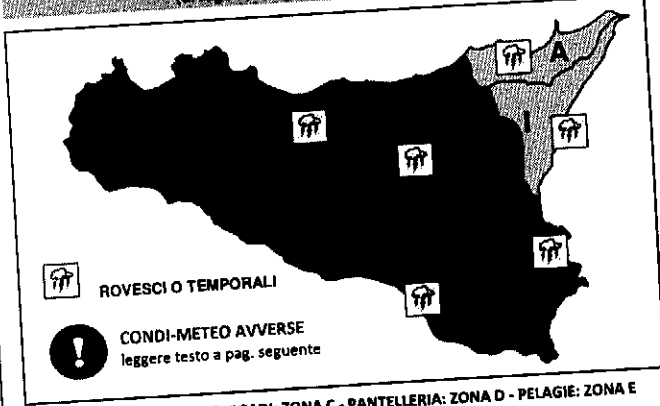 A
I
ROVESCI O TEMPORALI
!
CONDI-METEO AVVERSE
leggere testo a pag. seguente
ZONA C - PANTELLERIA: ZONA D - PELAGIE: ZONA E